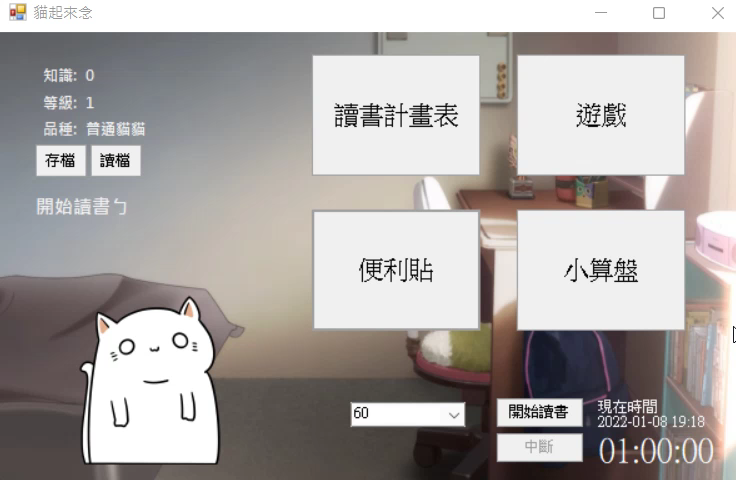 貓起來念
知識: 0
等級: 1
品種: 普通貓貓
存檔 讀檔
開始讀書ㄅ
讀書計畫表
遊戲
便利貼
小算盤
60
開始讀書
中斷
現在時間
2022-01-08 19:18
01:00:00